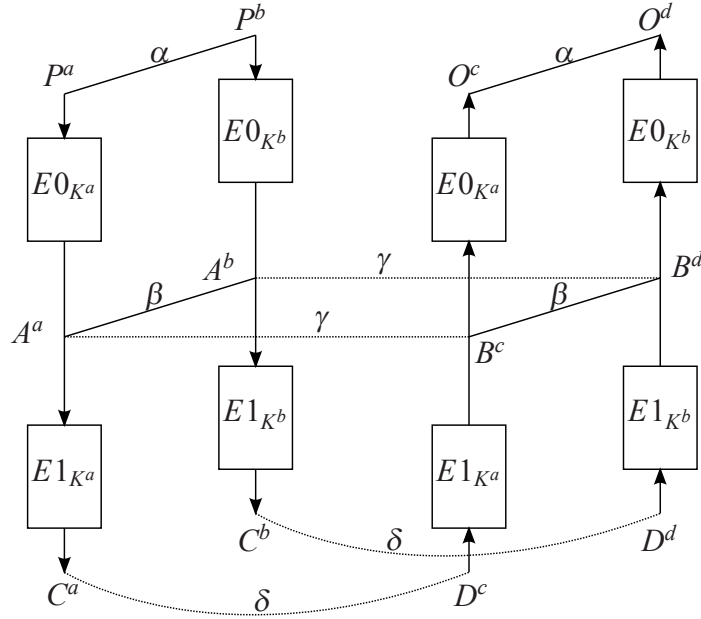 P^b O^d
α α
P^a O^c
E0_{K^b} E0_{K^b}
E0_{K^a} E0_{K^a}
A^b γ B^d
β β
A^a γ B^c
E1_{K^b} E1_{K^b}
E1_{K^a} E1_{K^a}
C^b δ D^d
C^a δ D^c